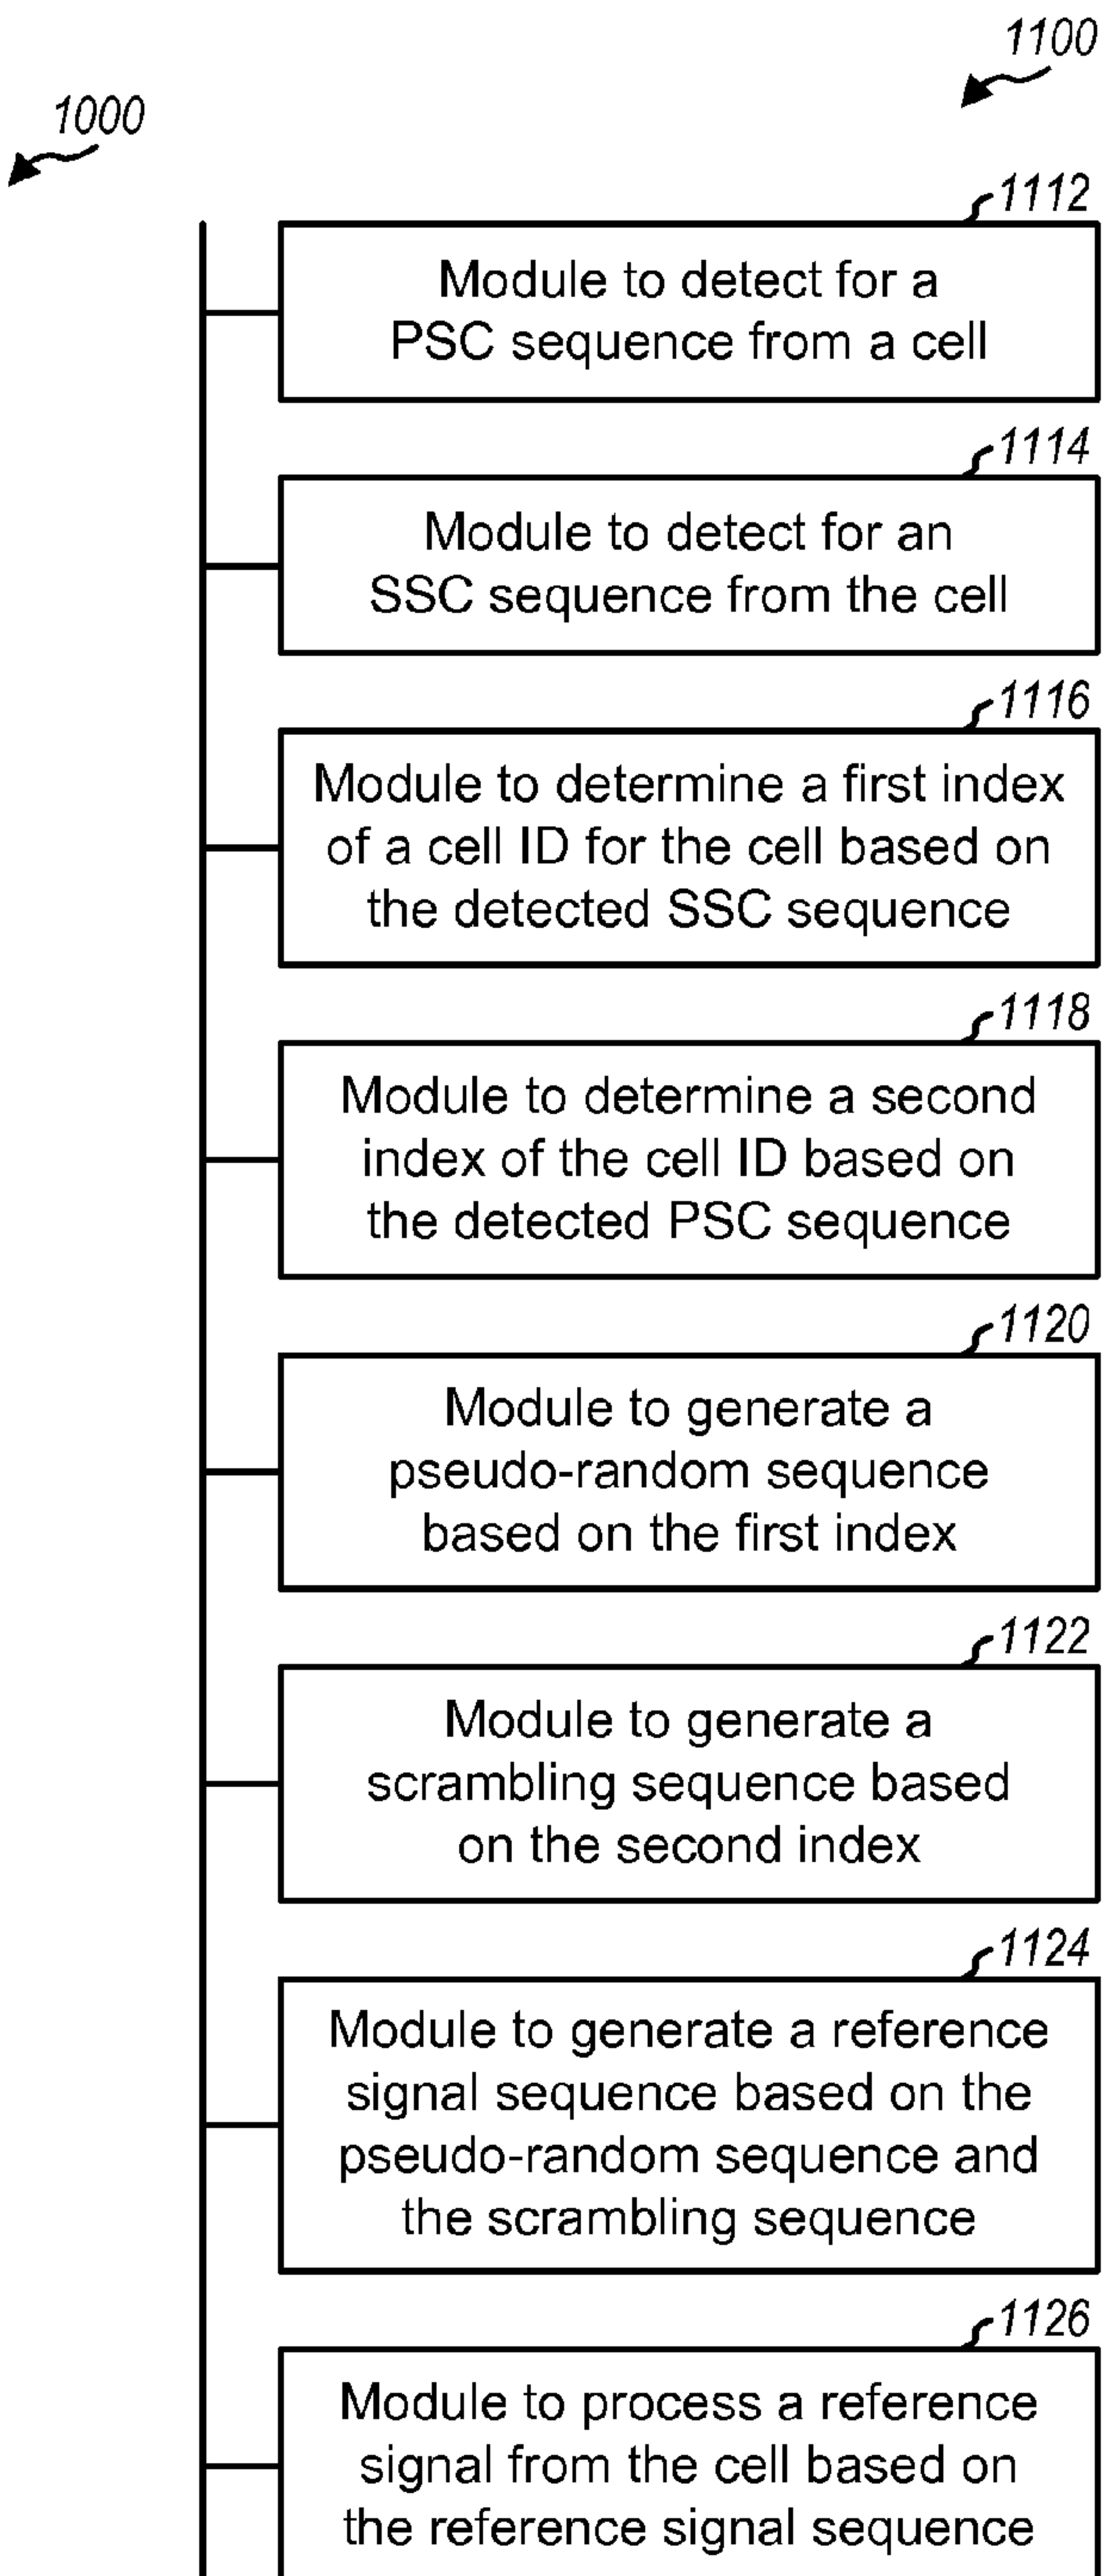 1100
1000
1112
Module to detect for a
PSC sequence from a cell
1114
Module to detect for an
SSC sequence from the cell
1116
Module to determine a first index
of a cell ID for the cell based on
the detected SSC sequence
1118
Module to determine a second
index of the cell ID based on
the detected PSC sequence
1120
Module to generate a
pseudo-random sequence
based on the first index
1122
Module to generate a
scrambling sequence based
on the second index
1124
Module to generate a reference
signal sequence based on the
pseudo-random sequence and
the scrambling sequence
1126
Module to process a reference
signal from the cell based on
the reference signal sequence